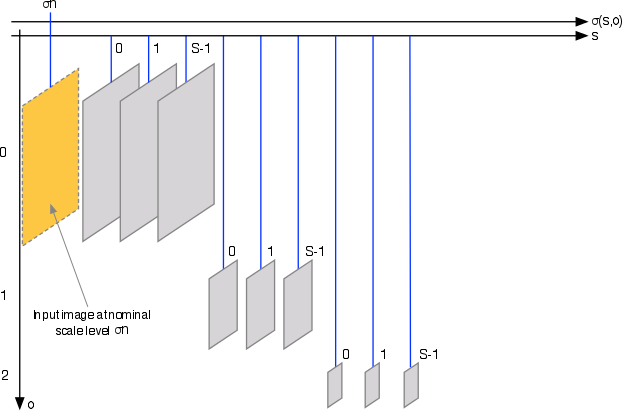 σn
σ(s,o)
s
0 1 S-1
0
0 1 S-1
1
Input image at nominal
scale level σn
0 1 S-1
2
o